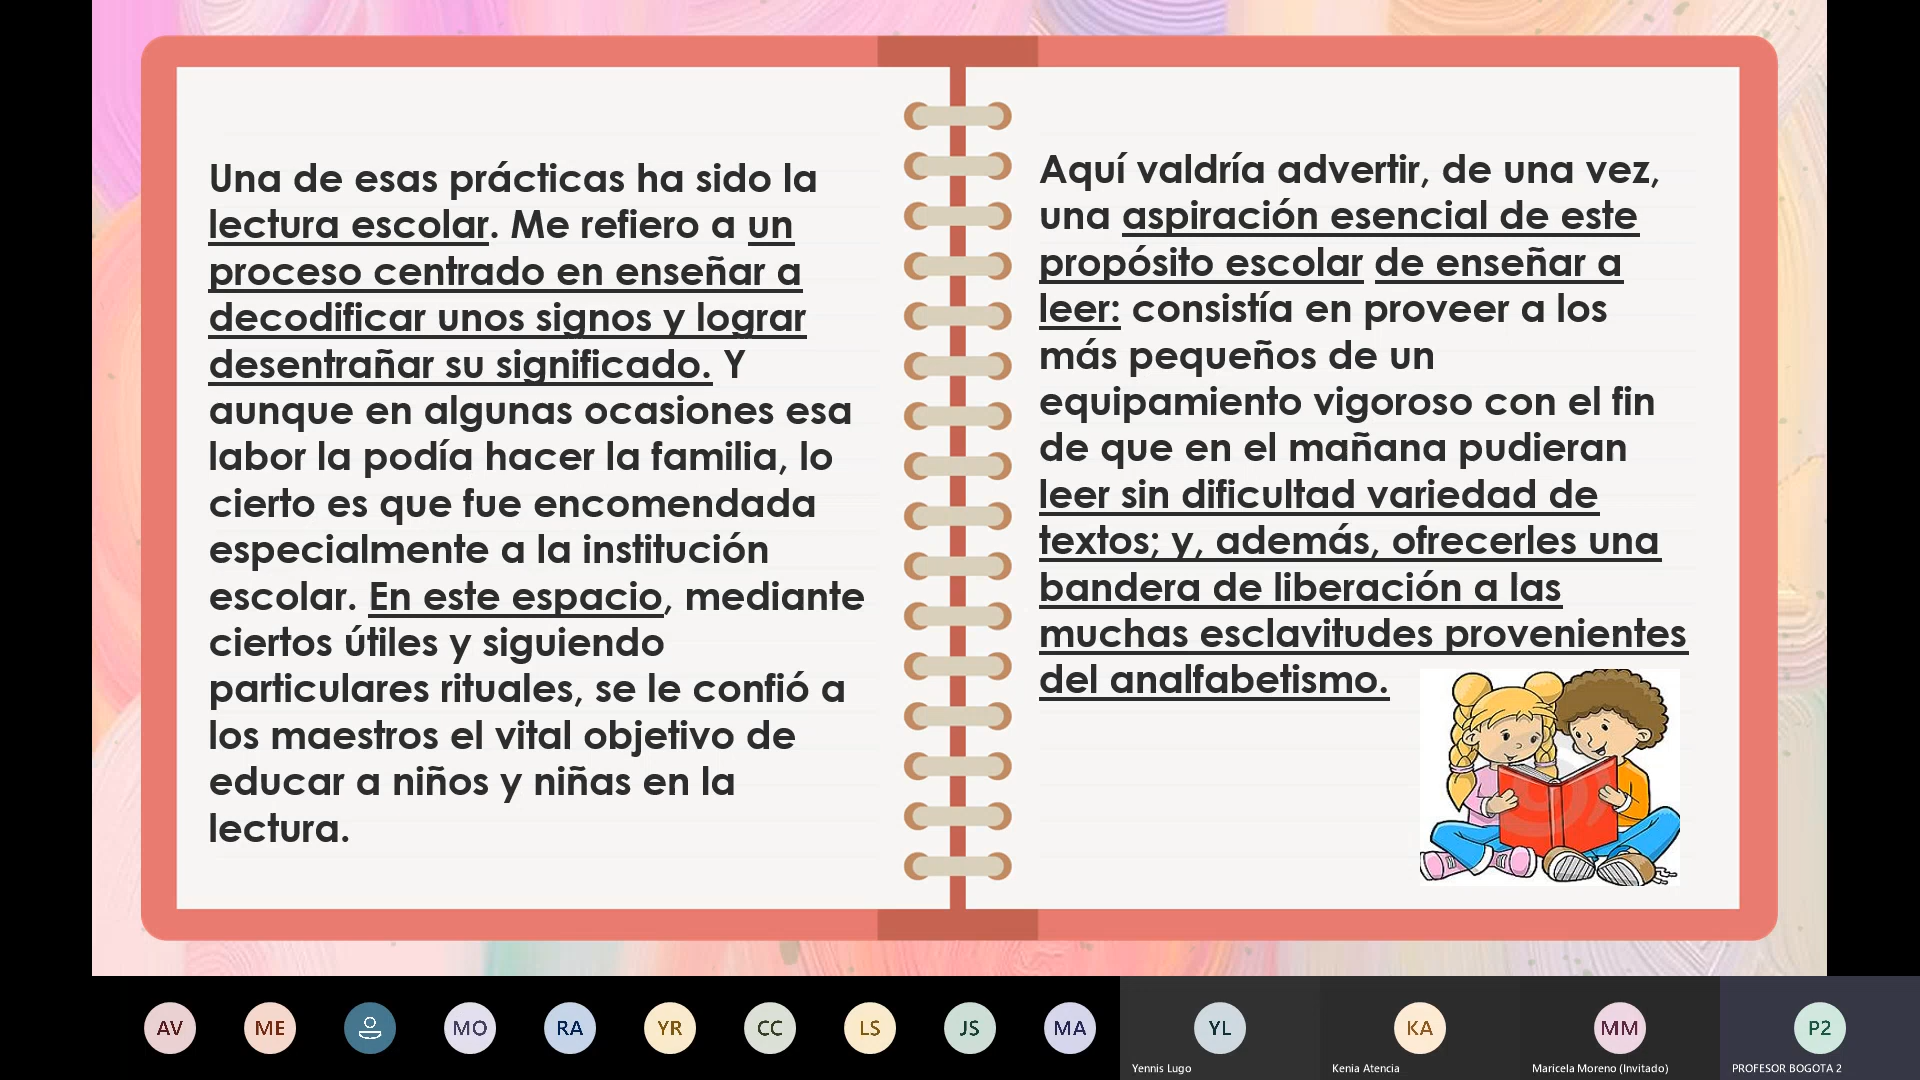 Una de esas prácticas ha sido la
lectura escolar. Me refiero a un
proceso centrado en enseñar a
decodificar unos signos y lograr
desentrañar su significado. Y
aunque en algunas ocasiones esa
labor la podía hacer la familia, lo
cierto es que fue encomendada
especialmente a la institución
escolar. En este espacio, mediante
ciertos útiles y siguiendo
particulares rituales, se le confió a
los maestros el vital objetivo de
educar a niños y niñas en la
lectura.
Aquí valdría advertir, de una vez,
una aspiración esencial de este
propósito escolar de enseñar a
leer: consistía en proveer a los
más pequeños de un
equipamiento vigoroso con el fin
de que en el mañana pudieran
leer sin dificultad variedad de
textos; y, además, ofrecerles una
bandera de liberación a las
muchas esclavitudes provenientes
del analfabetismo.
AV ME MO RA YR CC LS JS MA YL KA MM P2
Yennis Lugo Kenia Atencia Maricela Moreno (Invitado) PROFESOR BOGOTA 2